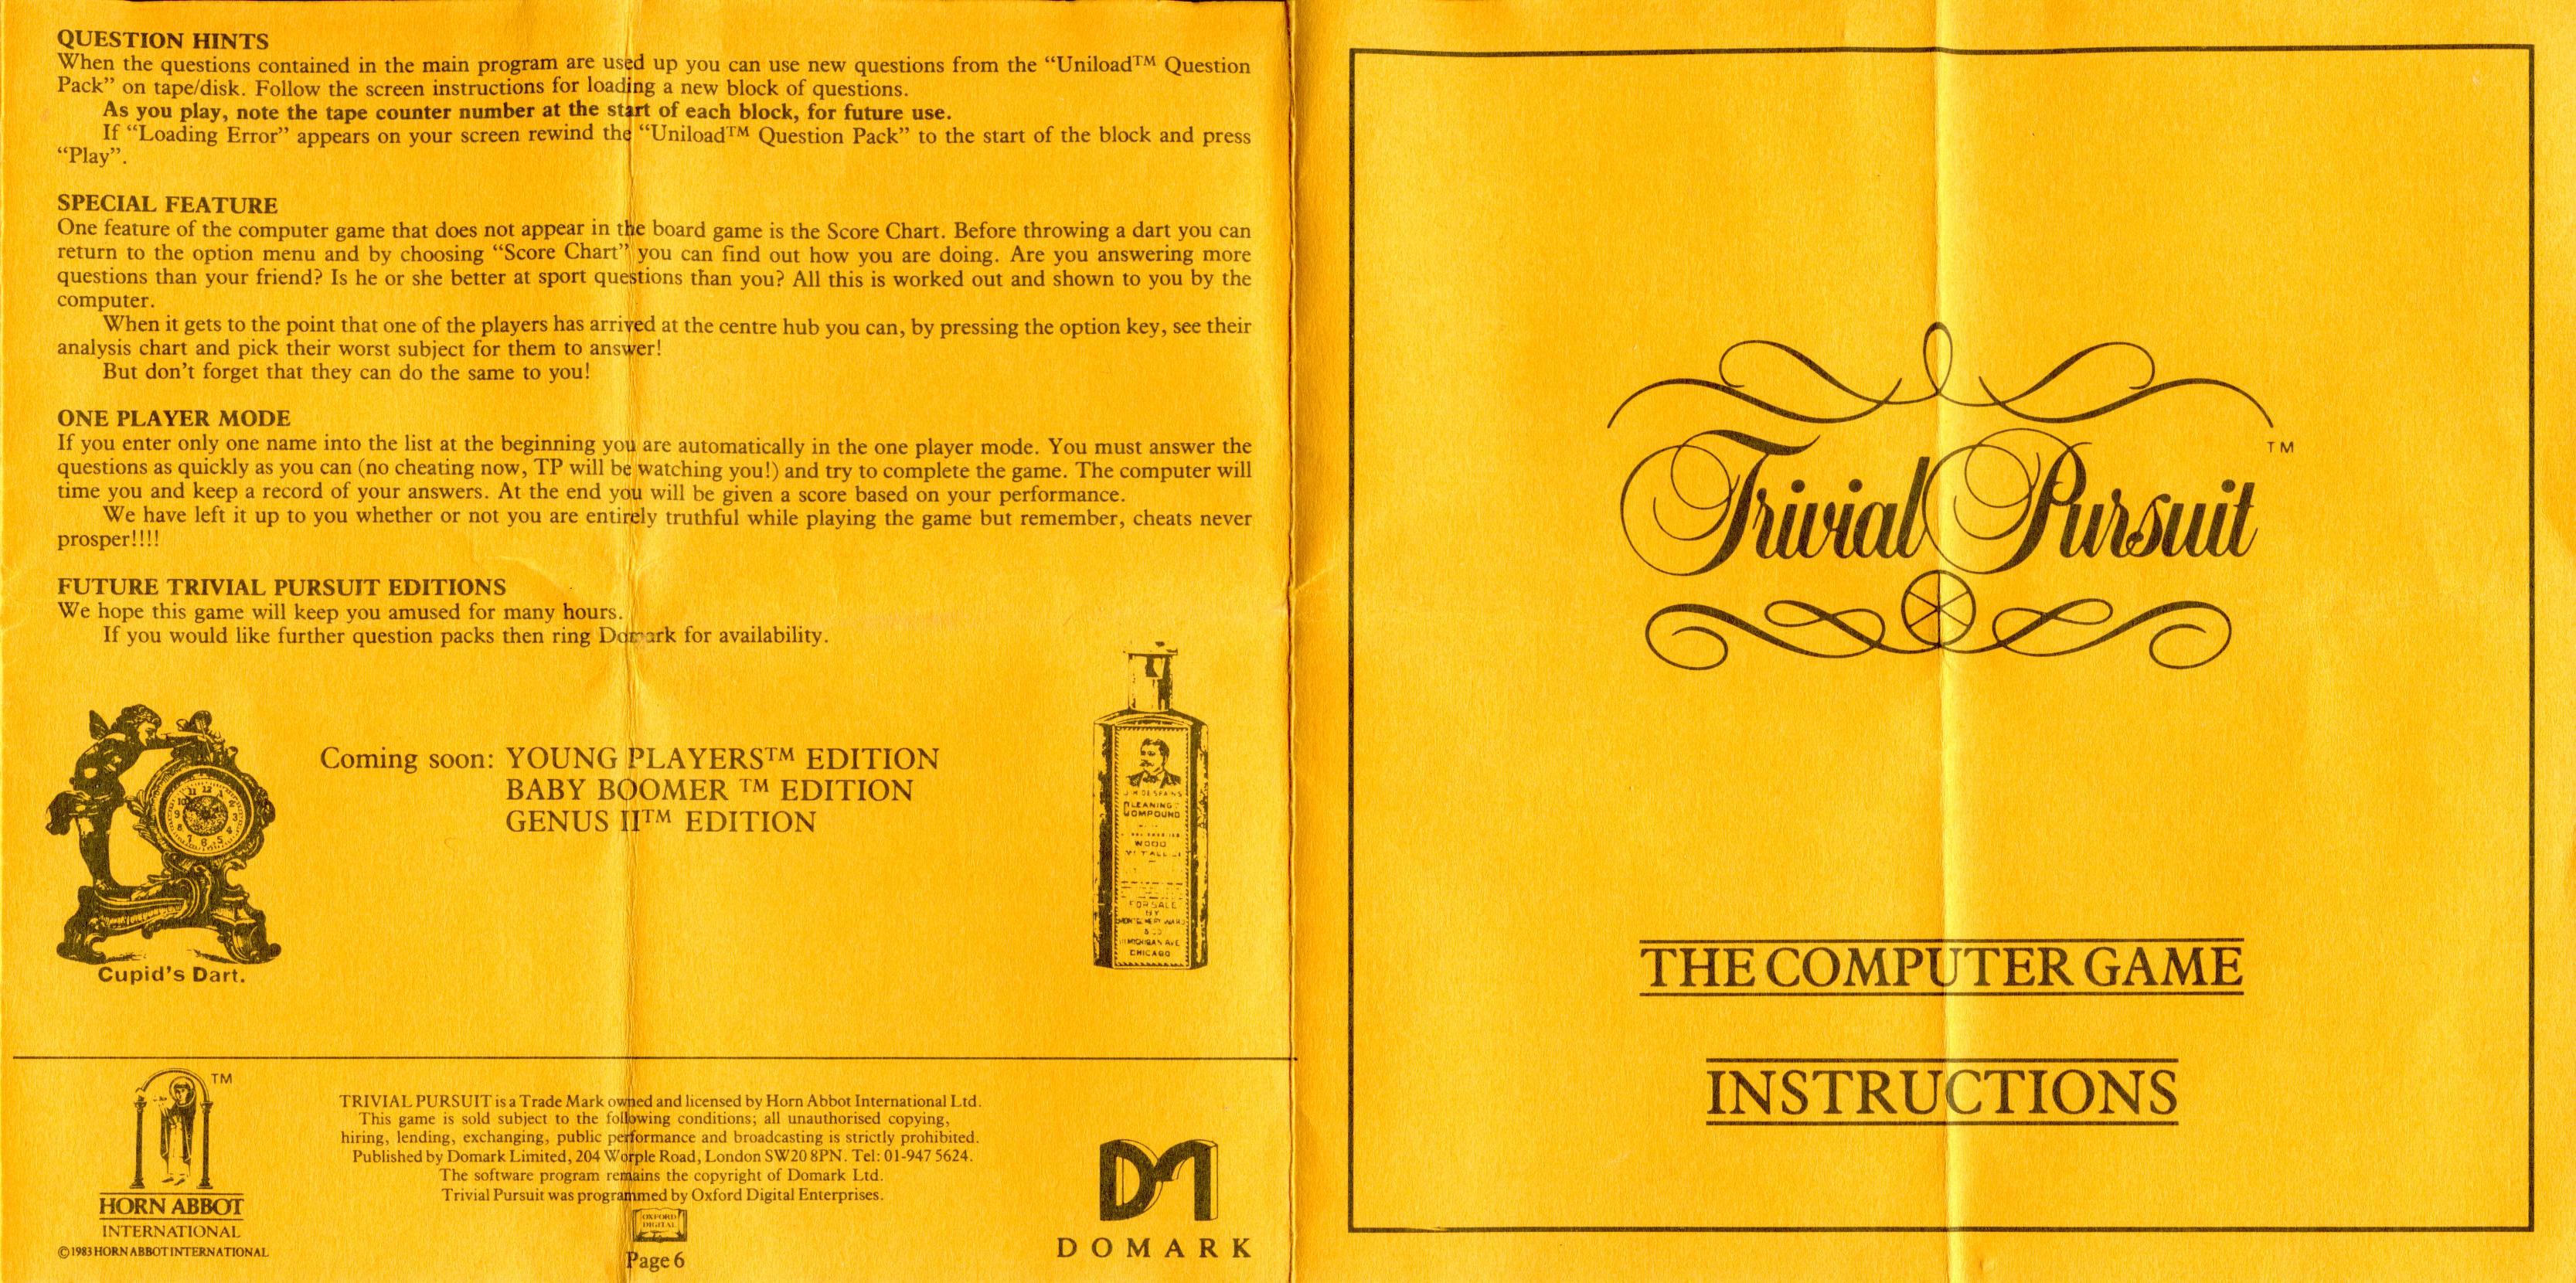 QUESTION HINTS
When the questions contained in the main program are used up you can use new questions from the “Uniload™ Question
Pack” on tape/disk. Follow the screen instructions for loading a new block of questions.
As you play, note the tape counter number at the start of each block, for future use.
If “Loading Error” appears on your screen rewind the “Uniload™ Question Pack” to the start of the block and press
“Play”.
SPECIAL FEATURE
One feature of the computer game that does not appear in the board game is the Score Chart. Before throwing a dart you can
return to the option menu and by choosing “Score Chart” you can find out how you are doing. Are you answering more
questions than your friend? Is he or she better at sport questions than you? All this is worked out and shown to you by the
computer.
When it gets to the point that one of the players has arrived at the centre hub you can, by pressing the option key, see their
analysis chart and pick their worst subject for them to answer!
But don’t forget that they can do the same to you!
ONE PLAYER MODE
If you enter only one name into the list at the beginning you are automatically in the one player mode. You must answer the
questions as quickly as you can (no cheating now, TP will be watching you!) and try to complete the game. The computer will
time you and keep a record of your answers. At the end you will be given a score based on your performance.
We have left it up to you whether or not you are entirely truthful while playing the game but remember, cheats never
prosper!!!!
FUTURE TRIVIAL PURSUIT EDITIONS
We hope this game will keep you amused for many hours.
If you would like further question packs then ring Domark for availability.
Coming soon: YOUNG PLAYERS™ EDITION
BABY BOOMER ™ EDITION
GENUS II™ EDITION
Cupid’s Dart.
CLEANING
COMPOUND
WOOD
FOR SALE
BY
MICHIGAN AVE
CHICAGO
TM
HORN ABBOT
INTERNATIONAL
©1983 HORN ABBOT INTERNATIONAL
TRIVIAL PURSUIT is a Trade Mark owned and licensed by Horn Abbot International Ltd.
This game is sold subject to the following conditions; all unauthorised copying,
hiring, lending, exchanging, public performance and broadcasting is strictly prohibited.
Published by Domark Limited, 204 Worple Road, London SW20 8PN. Tel: 01-947 5624.
The software program remains the copyright of Domark Ltd.
Trivial Pursuit was programmed by Oxford Digital Enterprises.
OXFORD
DIGITAL
Page 6
DOMARK
Trivial Pursuit ™
THE COMPUTER GAME
INSTRUCTIONS